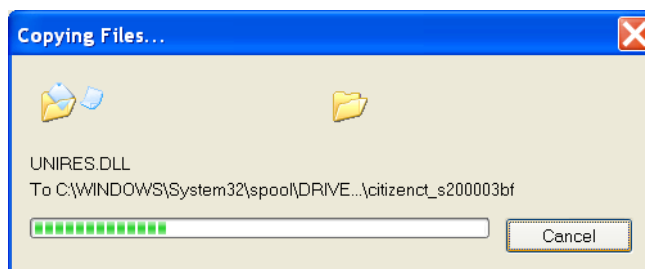 Copying Files...
UNIRES.DLL
To C:\WINDOWS\System32\spool\DRIVE...\citizenct_s200003bf
Cancel